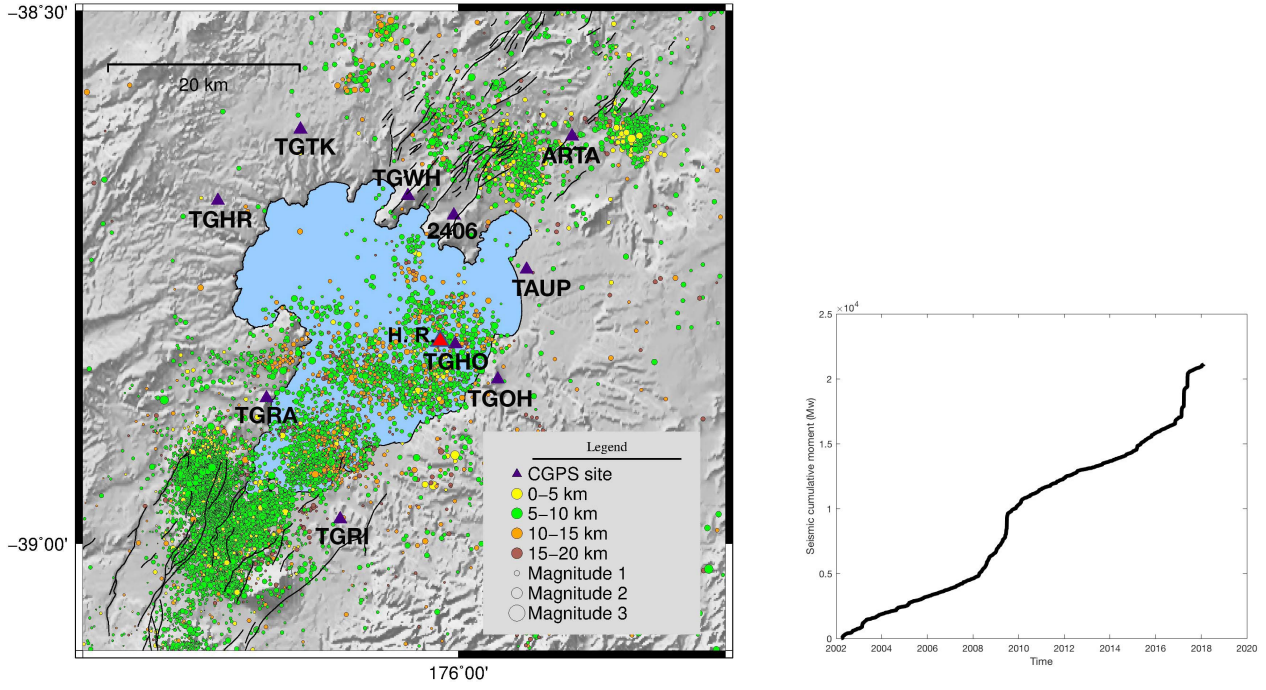 −38˚30'
20 km
TGTK
ARTA
TGWH
TGHR
2406
TAUP
H. R.
TGHO
TGOH
TGRA
Legend
CGPS site
0−5 km
5−10 km
10−15 km
15−20 km
Magnitude 1
Magnitude 2
Magnitude 3
TGRI
−39˚00'
176˚00'
×10⁴
2.5
2
1.5
1
0.5
0
Seismic cumulative moment (Mw)
2002 2004 2006 2008 2010 2012 2014 2016 2018 2020
Time